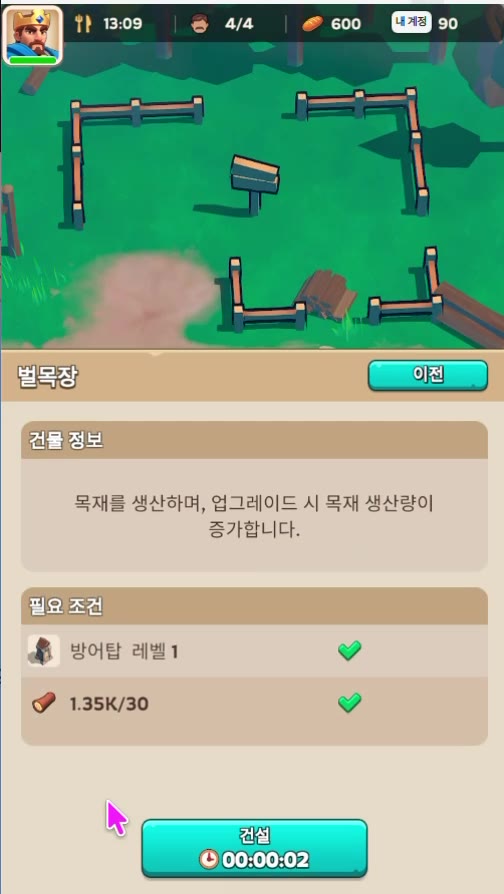 13:09 4/4 600 내 계정 90
벌목장 이전
건물 정보
목재를 생산하며, 업그레이드 시 목재 생산량이
증가합니다.
필요 조건
방어탑 레벨 1
1.35K/30
건설
00:00:02